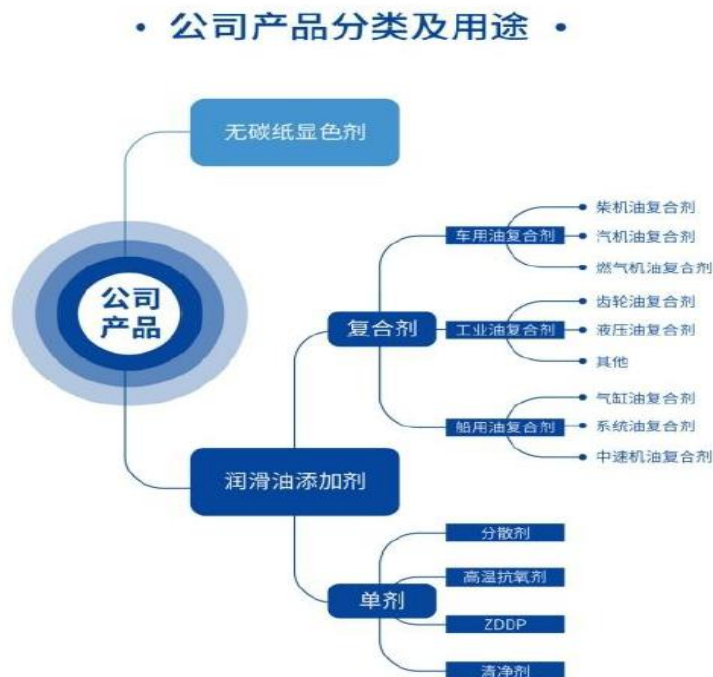 • 公司产品分类及用途 •
无碳纸显色剂
公司
产品
润滑油添加剂
复合剂
车用油复合剂
柴机油复合剂
汽机油复合剂
燃气机油复合剂
工业油复合剂
齿轮油复合剂
液压油复合剂
其他
船用油复合剂
气缸油复合剂
系统油复合剂
中速机油复合剂
单剂
分散剂
高温抗氧剂
ZDDP
清净剂